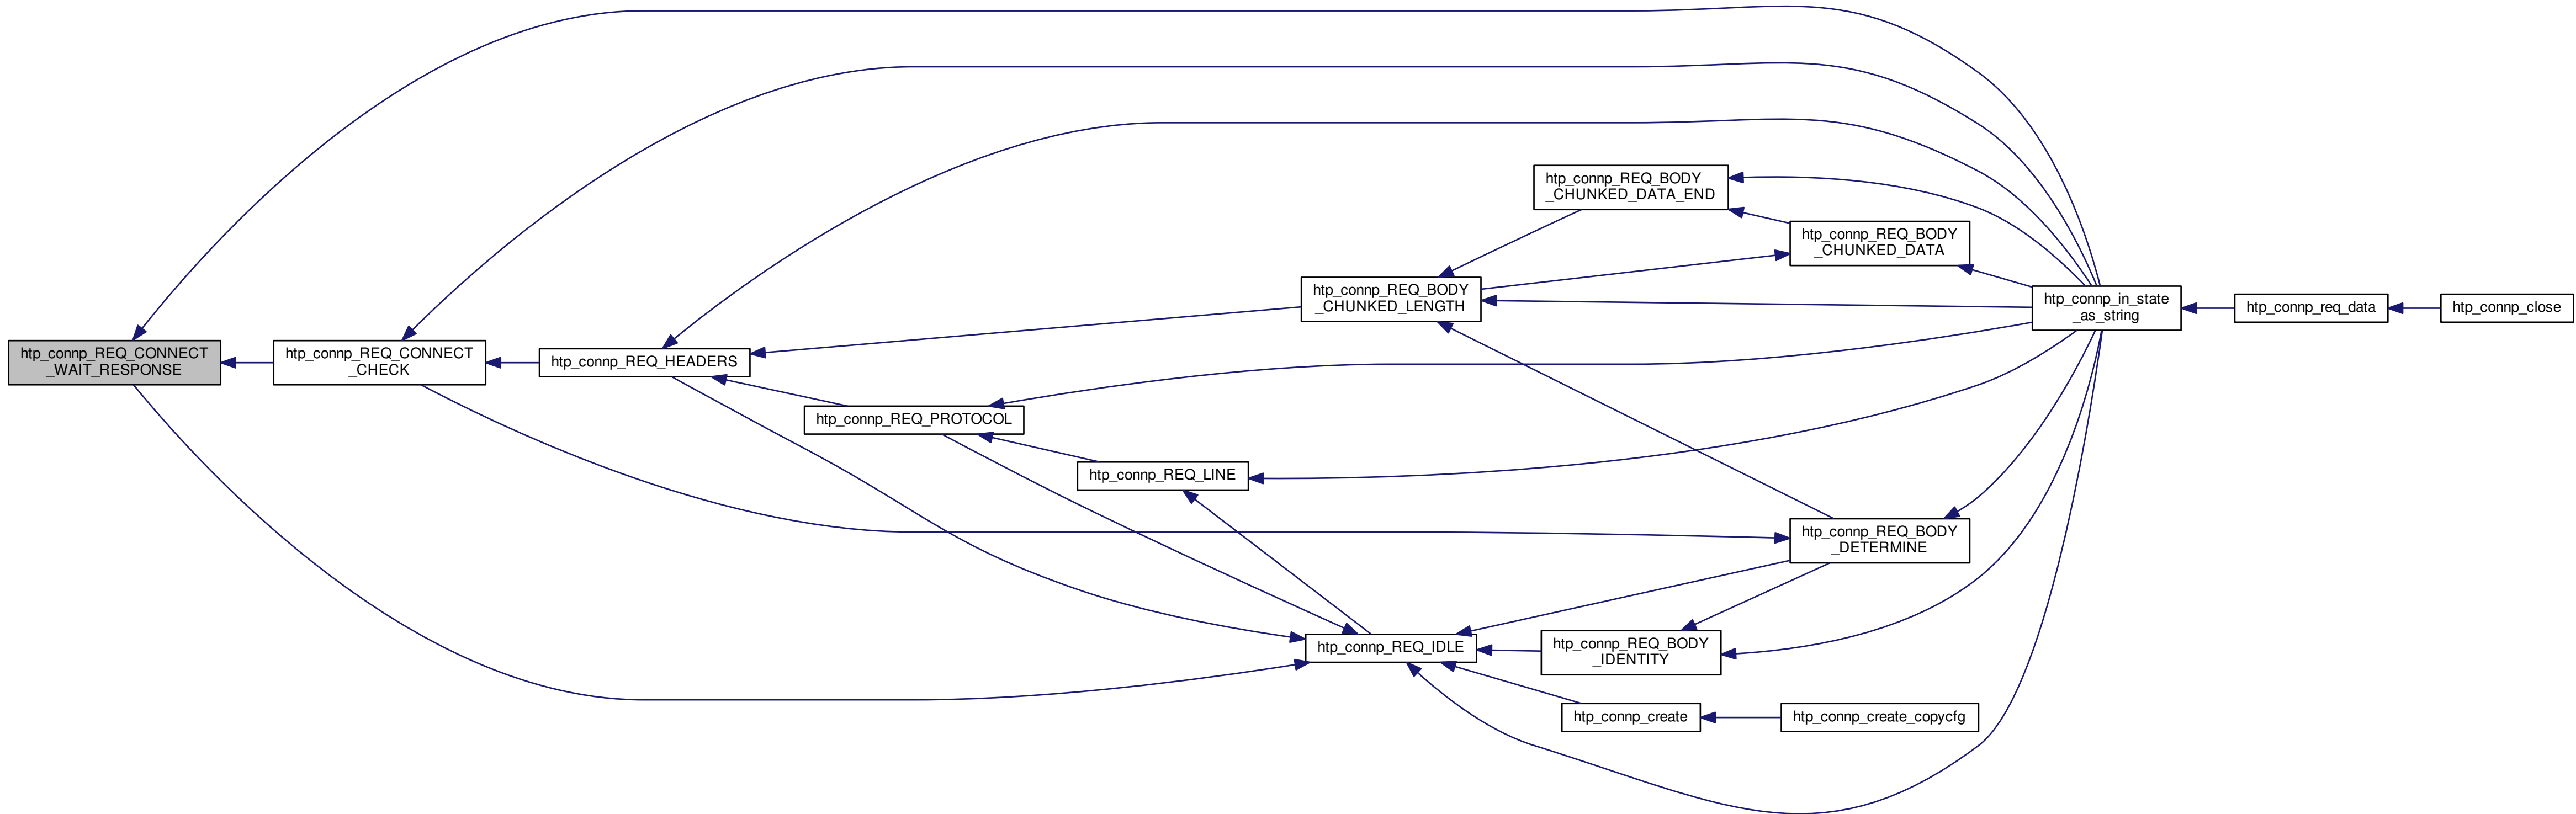 htp_connp_REQ_BODY
_CHUNKED_DATA_END
htp_connp_REQ_BODY
_CHUNKED_DATA
htp_connp_REQ_BODY
_CHUNKED_LENGTH
htp_connp_in_state
_as_string
htp_connp_req_data
htp_connp_close
htp_connp_REQ_CONNECT
_WAIT_RESPONSE
htp_connp_REQ_CONNECT
_CHECK
htp_connp_REQ_HEADERS
htp_connp_REQ_PROTOCOL
htp_connp_REQ_LINE
htp_connp_REQ_BODY
_DETERMINE
htp_connp_REQ_IDLE
htp_connp_REQ_BODY
_IDENTITY
htp_connp_create
htp_connp_create_copycfg